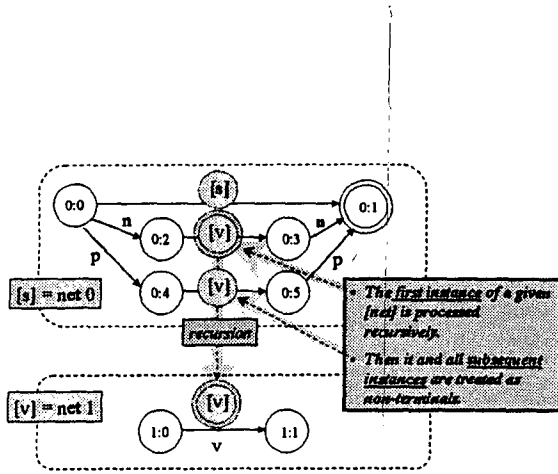 [s]
0:0
0:1
n
0:2
[v]
0:3
n
p
p
0:4
[v]
0:5
[s] = net 0
recursion
• The first instance of a given
[net] is processed
recursively.
• Then it and all subsequent
instances are treated as
non-terminals.
[v] = net 1
[v]
1:0
1:1
v